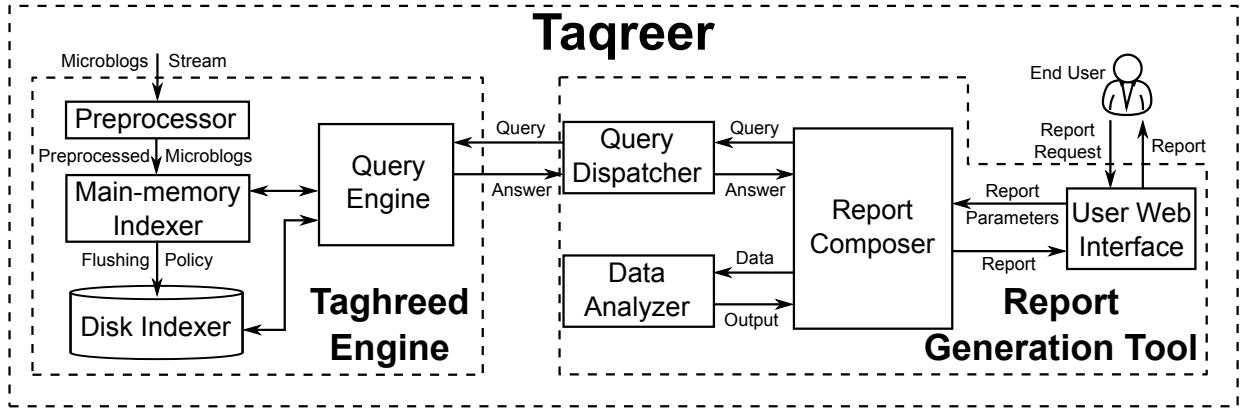 Taqreer
Microblogs Stream
Preprocessor
Preprocessed Microblogs
Main-memory
Indexer
Flushing Policy
Disk Indexer
Query
Engine
Taghreed
Engine
Query
Answer
Query
Dispatcher
Query
Answer
Data
Analyzer
Data
Output
Report
Composer
Report
Parameters
Report
End User
Report
Request
Report
User Web
Interface
Report
Generation Tool